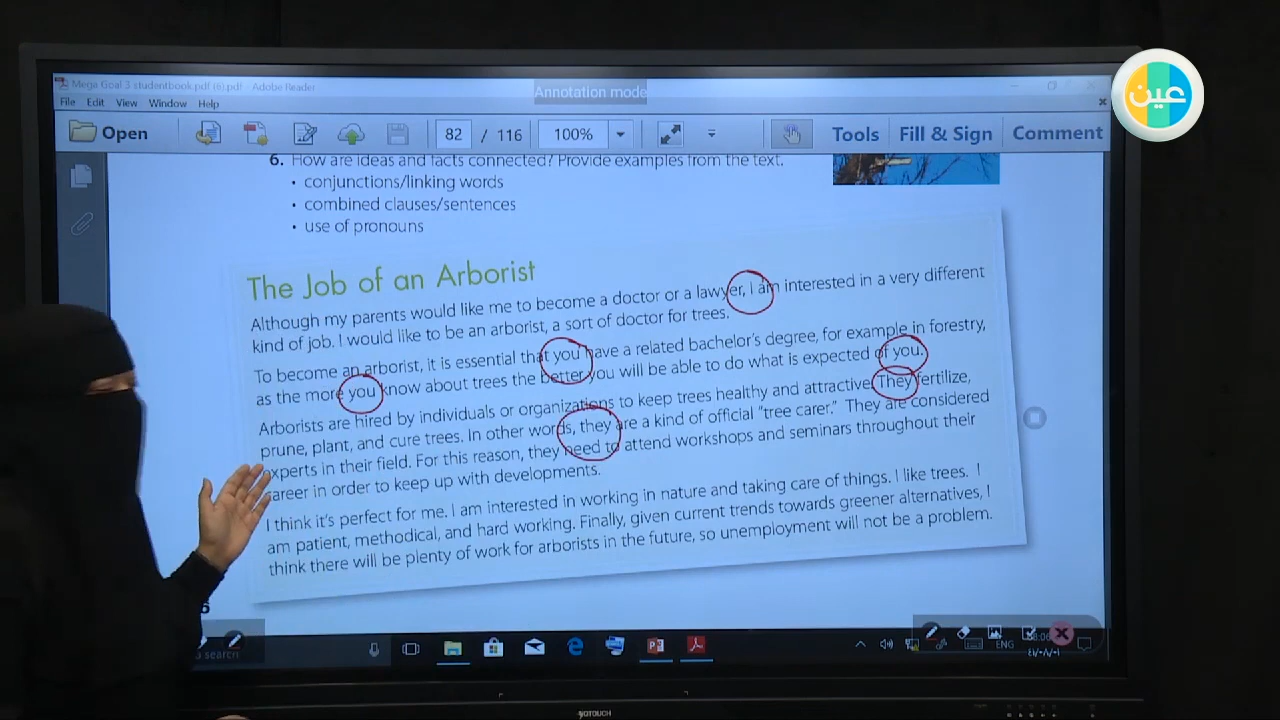 عين
Mega Goal 3 studentbook.pdf (6).pdf - Adobe Reader
Annotation mode
File Edit View Window Help
Open 82 / 116 100% Tools Fill & Sign Comment
6. How are ideas and facts connected? Provide examples from the text.
• conjunctions/linking words
• combined clauses/sentences
• use of pronouns
The Job of an Arborist
Although my parents would like me to become a doctor or a lawyer, I am interested in a very different
kind of job. I would like to be an arborist, a sort of doctor for trees.
To become an arborist, it is essential that you have a related bachelor's degree, for example in forestry,
as the more you know about trees the better you will be able to do what is expected of you.
Arborists are hired by individuals or organizations to keep trees healthy and attractive. They fertilize,
prune, plant, and cure trees. In other words, they are a kind of official "tree carer." They are considered
experts in their field. For this reason, they need to attend workshops and seminars throughout their
career in order to keep up with developments.
I think it's perfect for me. I am interested in working in nature and taking care of things. I like trees. I
am patient, methodical, and hard working. Finally, given current trends towards greener alternatives, I
think there will be plenty of work for arborists in the future, so unemployment will not be a problem.
6
search
ENG